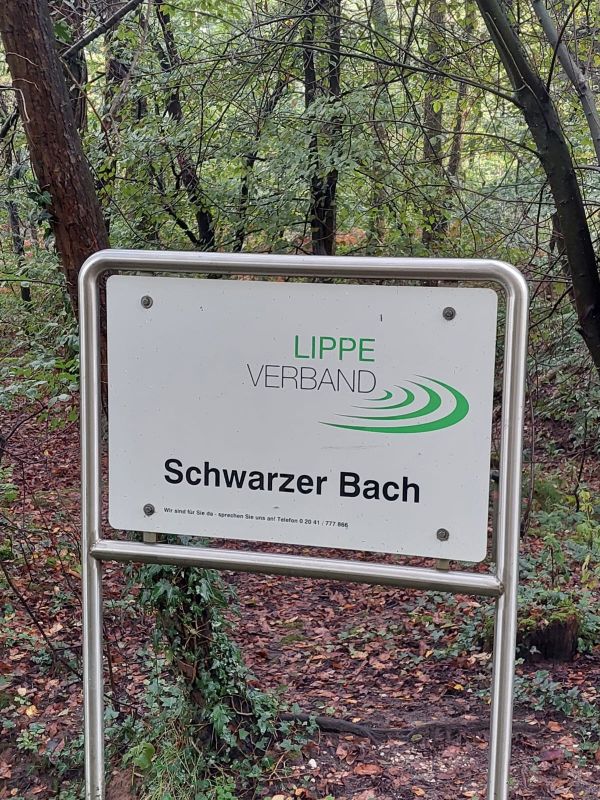 LIPPE
VERBAND
Schwarzer Bach
Wir sind für Sie da - sprechen Sie uns an! Telefon 0 20 41 / 777 866